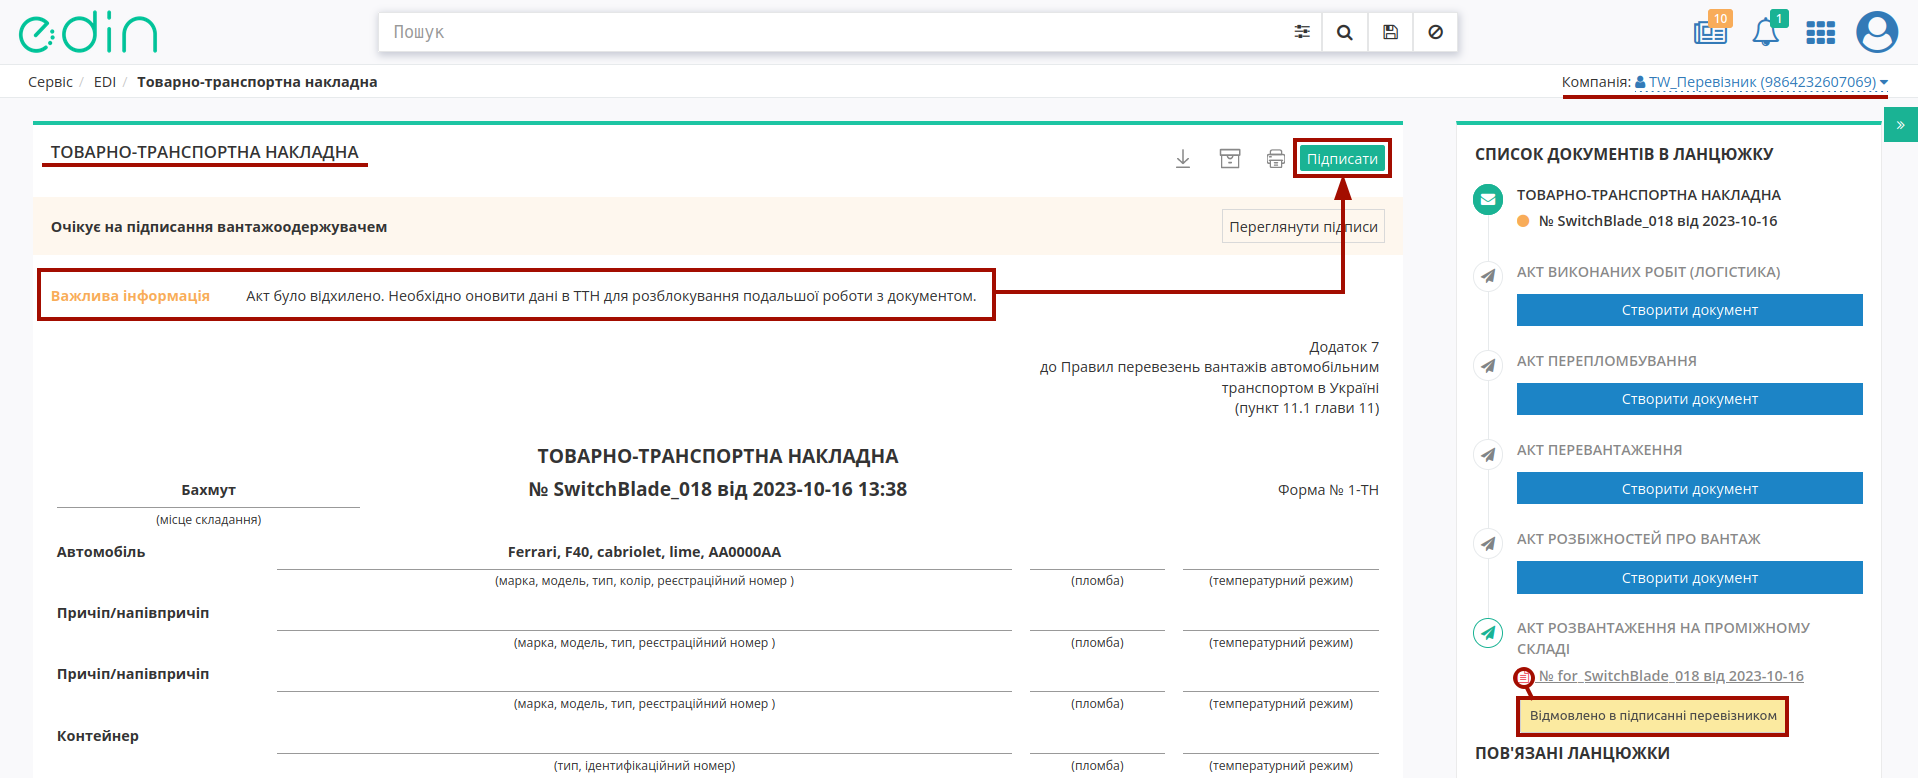 edin
Пошук
10
1
Сервіс / EDI / Товарно-транспортна накладна
Компанія: TW_Перевізник (9864232607069)
ТОВАРНО-ТРАНСПОРТНА НАКЛАДНА
Підписати
Очікує на підписання вантажоодержувачем
Переглянути підписи
Важлива інформація Акт було відхилено. Необхідно оновити дані в ТТН для розблокування подальшої роботи з документом.
Додаток 7
до Правил перевезень вантажів автомобільним
транспортом в Україні
(пункт 11.1 глави 11)
ТОВАРНО-ТРАНСПОРТНА НАКЛАДНА
Бахмут
№ SwitchBlade_018 від 2023-10-16 13:38
Форма № 1-ТН
(місце складання)
Автомобіль Ferrari, F40, cabriolet, lime, AA0000AA
(марка, модель, тип, колір, реєстраційний номер ) (пломба) (температурний режим)
Причіп/напівпричіп
(марка, модель, тип, реєстраційний номер ) (пломба) (температурний режим)
Причіп/напівпричіп
(марка, модель, тип, реєстраційний номер ) (пломба) (температурний режим)
Контейнер
(тип, ідентифікаційний номер) (пломба) (температурний режим)
»
СПИСОК ДОКУМЕНТІВ В ЛАНЦЮЖКУ
ТОВАРНО-ТРАНСПОРТНА НАКЛАДНА
№ SwitchBlade_018 від 2023-10-16
АКТ ВИКОНАНИХ РОБІТ (ЛОГІСТИКА)
Створити документ
АКТ ПЕРЕПЛОМБУВАННЯ
Створити документ
АКТ ПЕРЕВАНТАЖЕННЯ
Створити документ
АКТ РОЗБІЖНОСТЕЙ ПРО ВАНТАЖ
Створити документ
АКТ РОЗВАНТАЖЕННЯ НА ПРОМІЖНОМУ
СКЛАДІ
№ for_SwitchBlade_018 від 2023-10-16
Відмовлено в підписанні перевізником
ПОВ'ЯЗАНІ ЛАНЦЮЖКИ